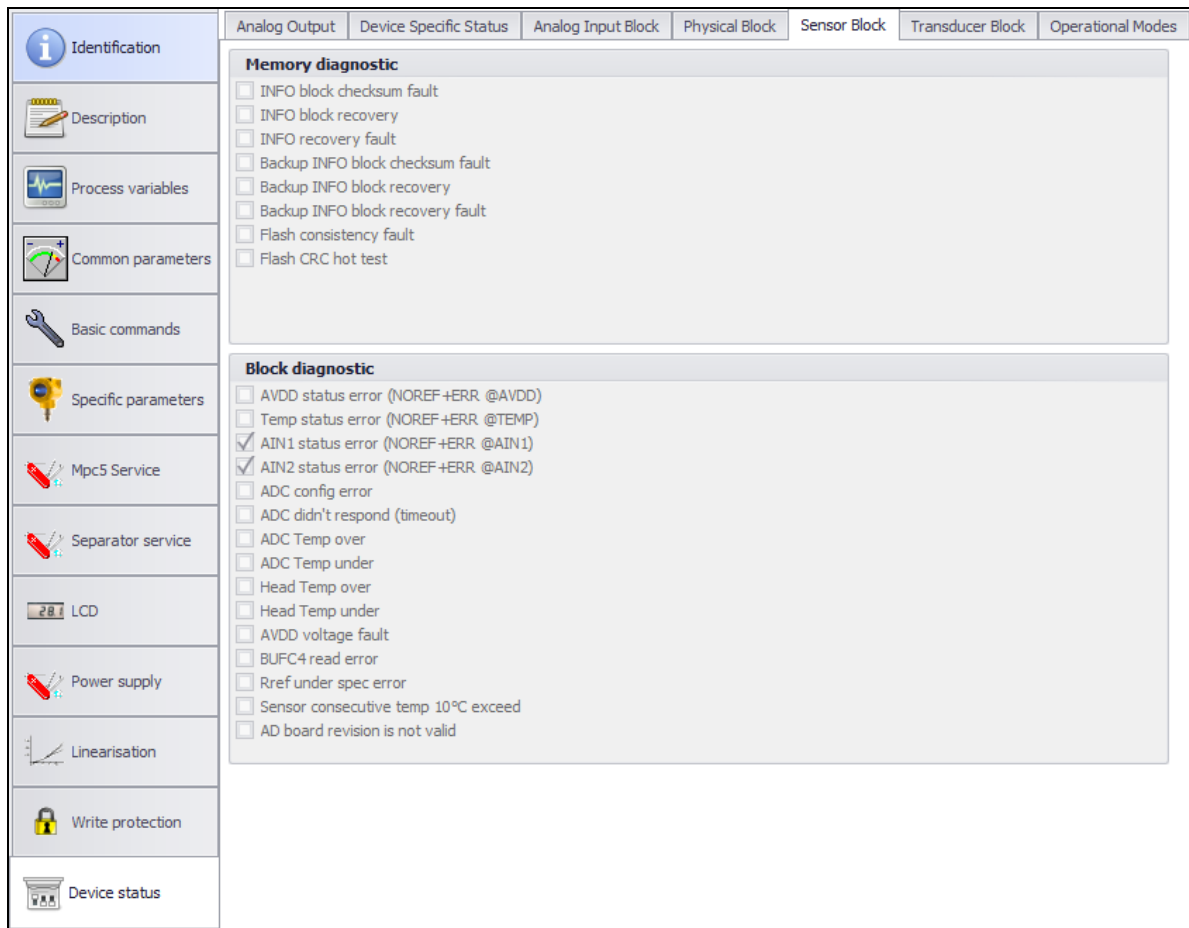 Identification
Description
Process variables
Common parameters
Basic commands
Specific parameters
Mpc5 Service
Separator service
28.1 LCD
Power supply
Linearisation
Write protection
Device status
Analog Output Device Specific Status Analog Input Block Physical Block Sensor Block Transducer Block Operational Modes
Memory diagnostic
INFO block checksum fault
INFO block recovery
INFO recovery fault
Backup INFO block checksum fault
Backup INFO block recovery
Backup INFO block recovery fault
Flash consistency fault
Flash CRC hot test
Block diagnostic
AVDD status error (NOREF+ERR @AVDD)
Temp status error (NOREF+ERR @TEMP)
AIN1 status error (NOREF+ERR @AIN1)
AIN2 status error (NOREF+ERR @AIN2)
ADC config error
ADC didn't respond (timeout)
ADC Temp over
ADC Temp under
Head Temp over
Head Temp under
AVDD voltage fault
BUFC4 read error
Rref under spec error
Sensor consecutive temp 10°C exceed
AD board revision is not valid